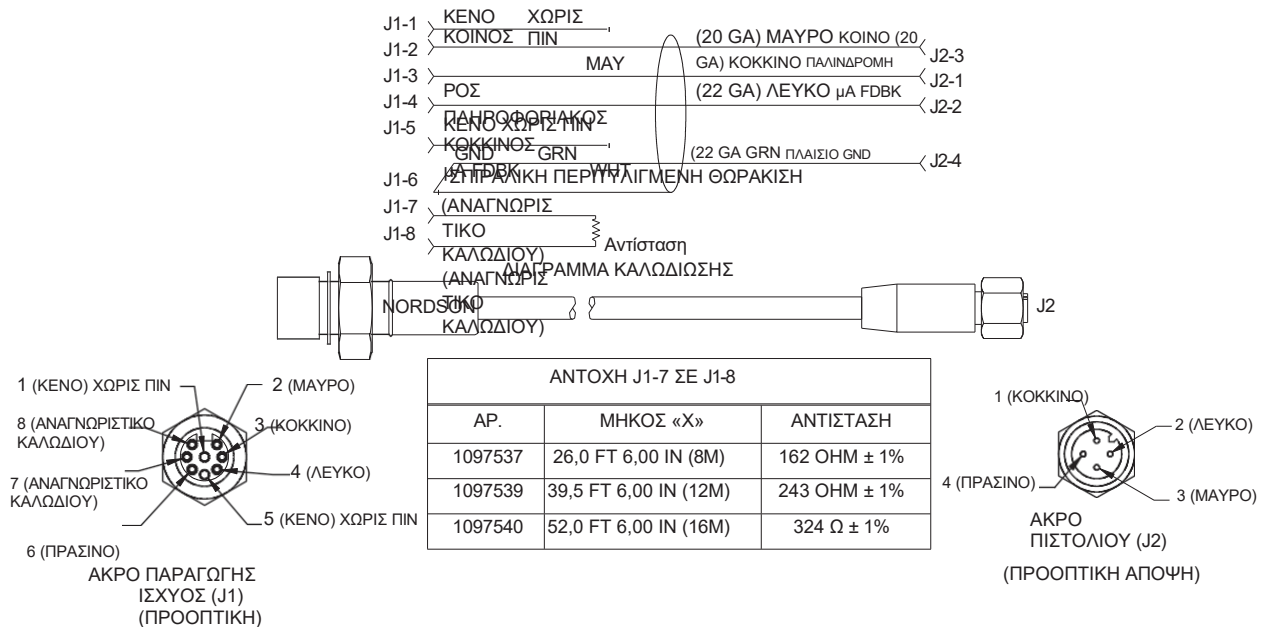 J1-1 ΚΕΝΟ ΧΩΡΙΣ ΠΙΝ
J1-2 ΚΟΙΝΟΣ ΜΑΥΡΟΣ
(20 GA) ΜΑΥΡΟ ΚΟΙΝΟ (20 GA) ΚΟΚΚΙΝΟ ΠΑΛΙΝΔΡΟΜΗ
J2-3
J1-3
J2-1
J1-4 ΠΛΗΡΟΦΟΡΙΑΚΟΣ ΚΟΚΚΙΝΟΣ
(22 GA) ΛΕΥΚΟ μA FDBK
J2-2
J1-5 ΚΕΝΟ ΧΩΡΙΣ ΠΙΝ
GND GRN
(22 GA GRN ΠΛΑΙΣΙΟ GND
J2-4
μA FDBK WHT
J1-6 ΣΠΙΡΑΛΙΚΗ ΠΕΡΙΤΥΛΙΓΜΕΝΗ ΘΩΡΑΚΙΣΗ
J1-7 (ΑΝΑΓΝΩΡΙΣ
J1-8 ΤΙΚΟ
ΚΑΛΩΔΙΟΥ)
Αντίσταση
ΔΙΑΓΡΑΜΜΑ ΚΑΛΩΔΙΩΣΗΣ
(ΑΝΑΓΝΩΡΙΣ
ΤΙΚΟ
ΚΑΛΩΔΙΟΥ)
NORDSON
J2
1 (ΚΕΝΟ) ΧΩΡΙΣ ΠΙΝ
2 (ΜΑΥΡΟ)
8 (ΑΝΑΓΝΩΡΙΣΤΙΚΟ
ΚΑΛΩΔΙΟΥ)
3 (ΚΟΚΚΙΝΟ)
4 (ΛΕΥΚΟ)
7 (ΑΝΑΓΝΩΡΙΣΤΙΚΟ
ΚΑΛΩΔΙΟΥ)
5 (ΚΕΝΟ) ΧΩΡΙΣ ΠΙΝ
6 (ΠΡΑΣΙΝΟ)
ΑΚΡΟ ΠΑΡΑΓΩΓΗΣ
ΙΣΧΥΟΣ (J1)
(ΠΡΟΟΠΤΙΚΗ)
ΑΝΤΟΧΗ J1-7 ΣΕ J1-8
ΑΡ. ΜΗΚΟΣ «X» ΑΝΤΙΣΤΑΣΗ
1097537 26,0 FT 6,00 IN (8M) 162 OHM ± 1%
1097539 39,5 FT 6,00 IN (12M) 243 OHM ± 1%
1097540 52,0 FT 6,00 IN (16M) 324 Ω ± 1%
1 (ΚΟΚΚΙΝΟ)
2 (ΛΕΥΚΟ)
4 (ΠΡΑΣΙΝΟ)
3 (ΜΑΥΡΟ)
ΑΚΡΟ
ΠΙΣΤΟΛΙΟΥ (J2)
(ΠΡΟΟΠΤΙΚΗ ΑΠΟΨΗ)